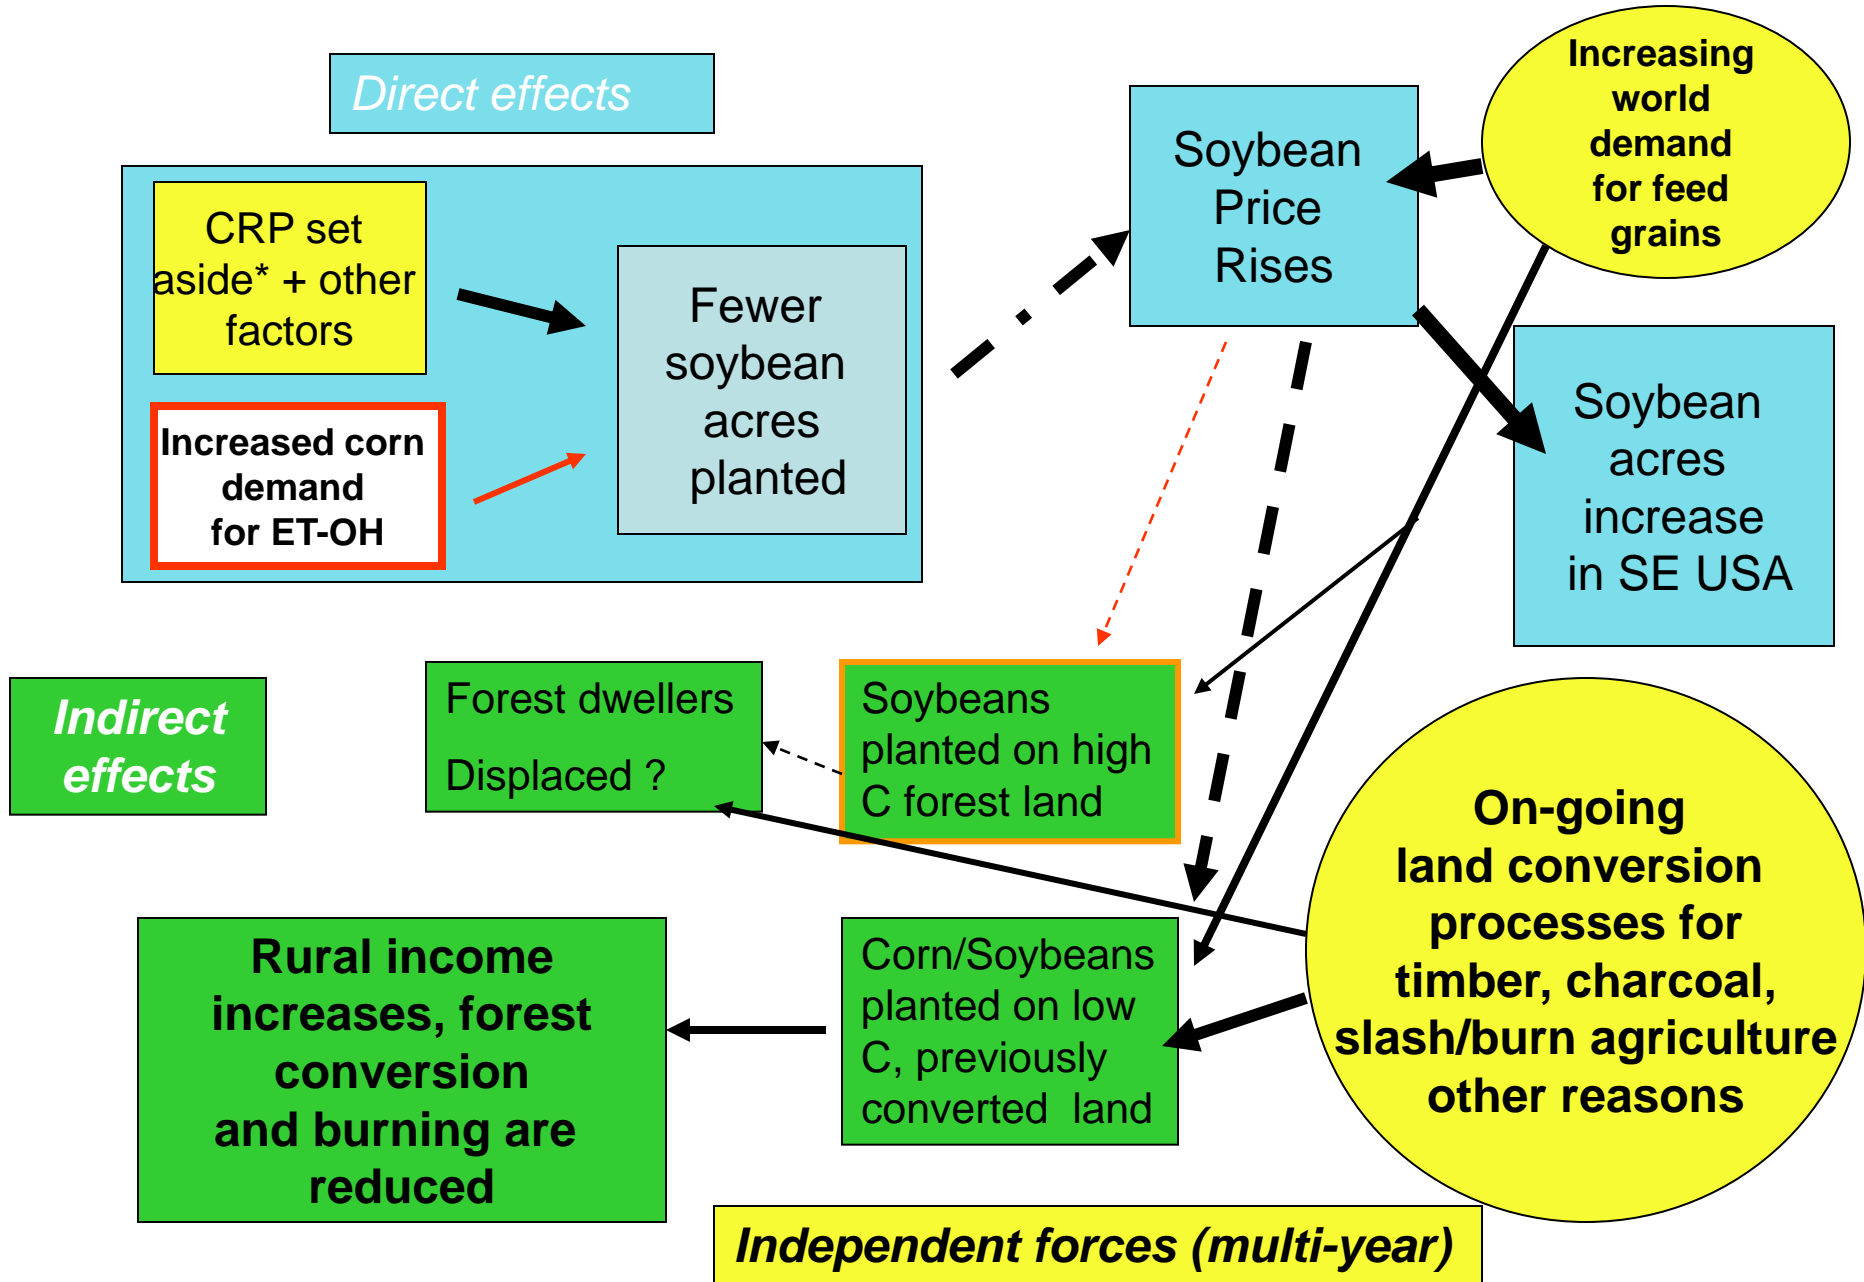 Direct effects
CRP set
aside* + other
factors
Increased corn
demand
for ET-OH
Fewer
soybean
acres
planted
Soybean
Price
Rises
Increasing
world
demand
for feed
grains
Soybean
acres
increase
in SE USA
Indirect
effects
Forest dwellers
Displaced ?
Soybeans
planted on high
C forest land
On-going
land conversion
processes for
timber, charcoal,
slash/burn agriculture
other reasons
Rural income
increases, forest
conversion
and burning are
reduced
Corn/Soybeans
planted on low
C, previously
converted land
Independent forces (multi-year)